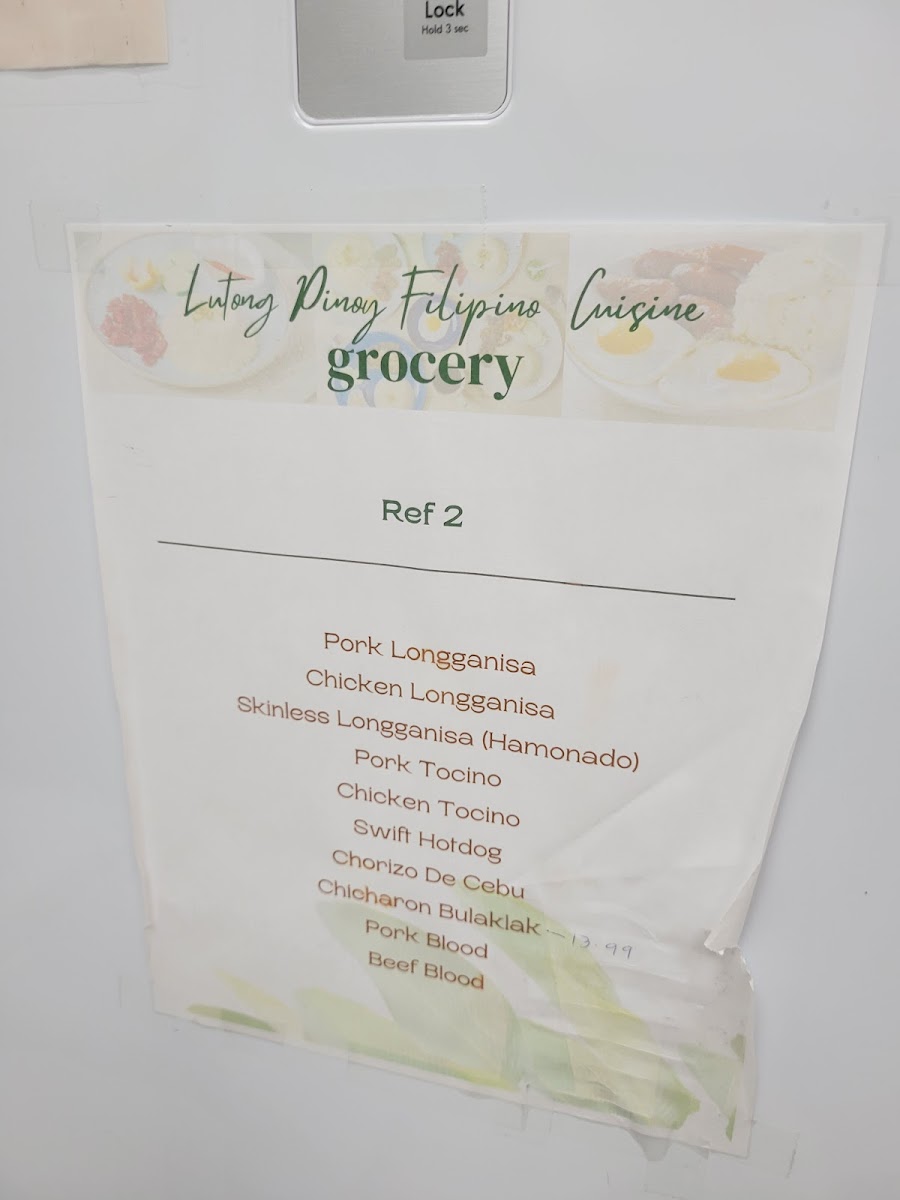 Lock
Hold 3 sec
Lutong Pinoy Filipino Cuisine
grocery
Ref 2
Pork Longganisa
Chicken Longganisa
Skinless Longganisa (Hamonado)
Pork Tocino
Chicken Tocino
Swift Hotdog
Chorizo De Cebu
Chicharon Bulaklak — 13.99
Pork Blood
Beef Blood